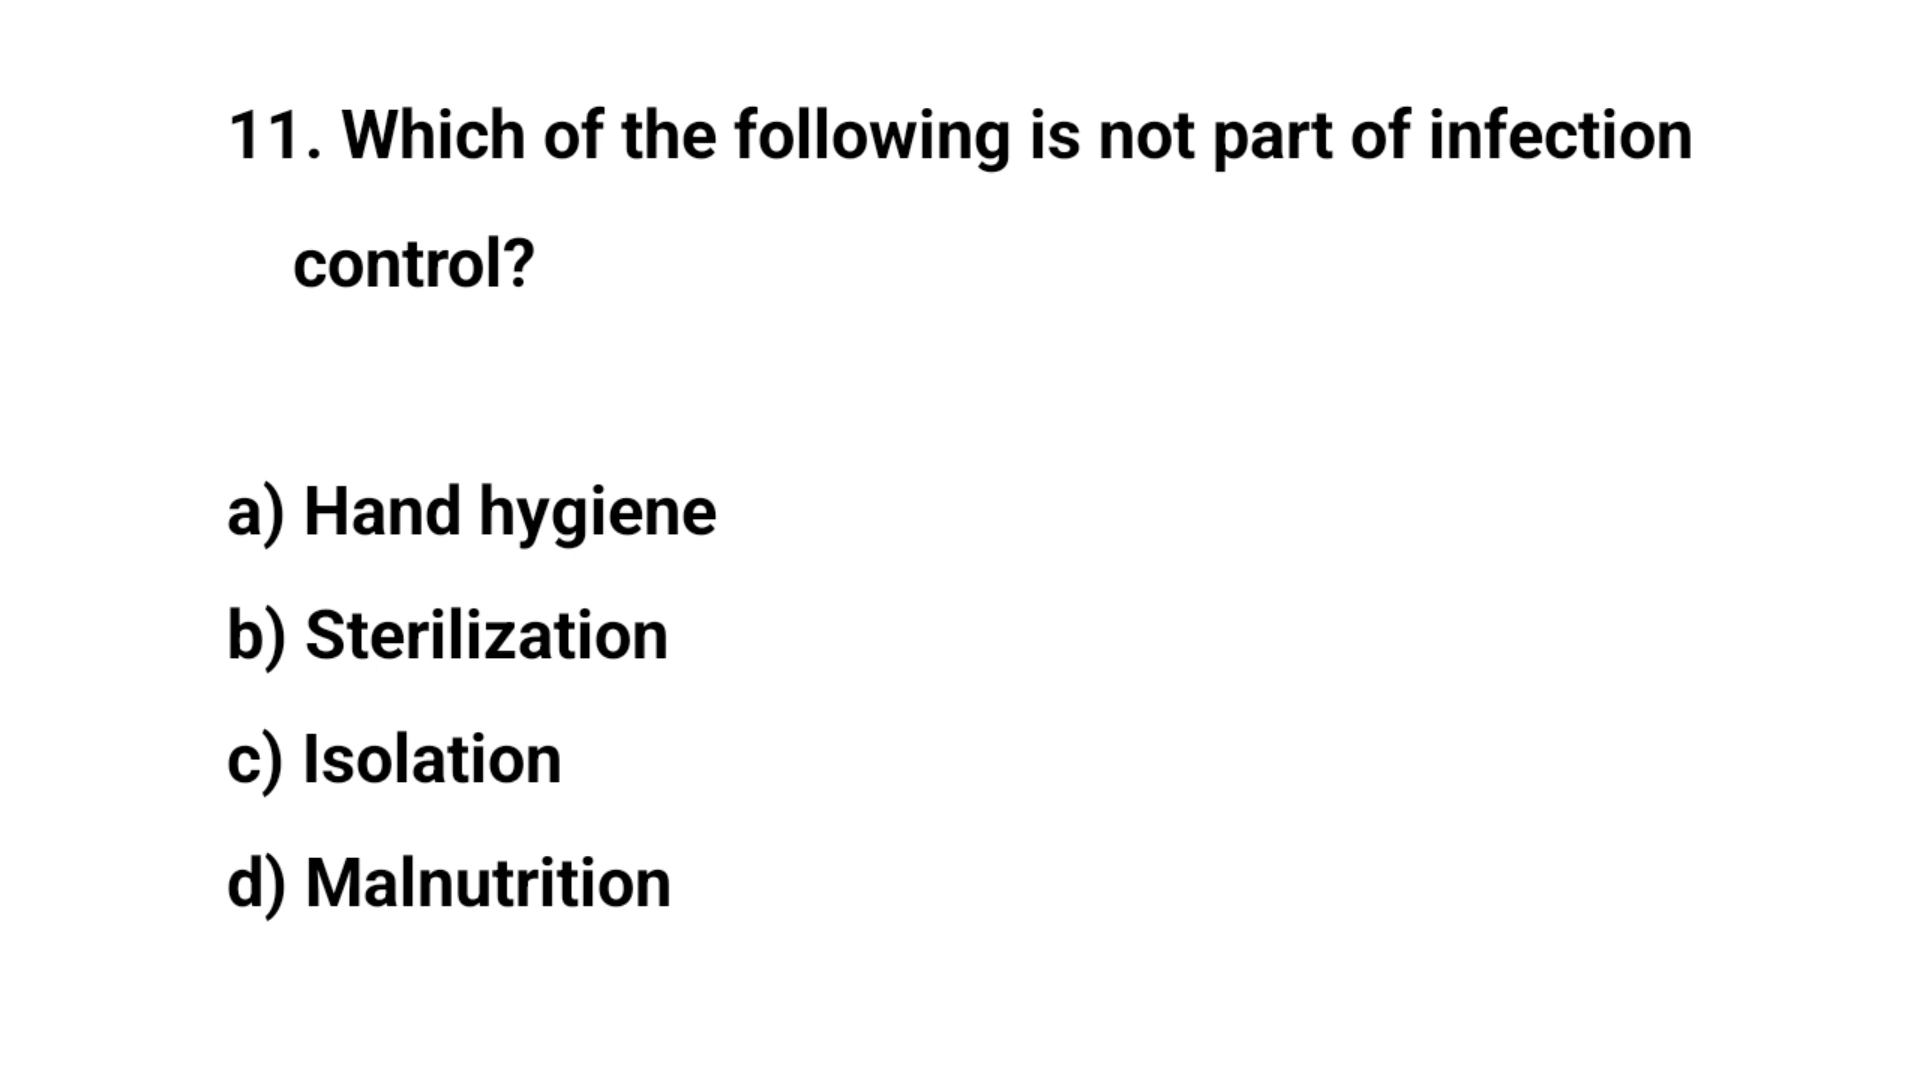 11. Which of the following is not part of infection
control?
a) Hand hygiene
b) Sterilization
c) Isolation
d) Malnutrition